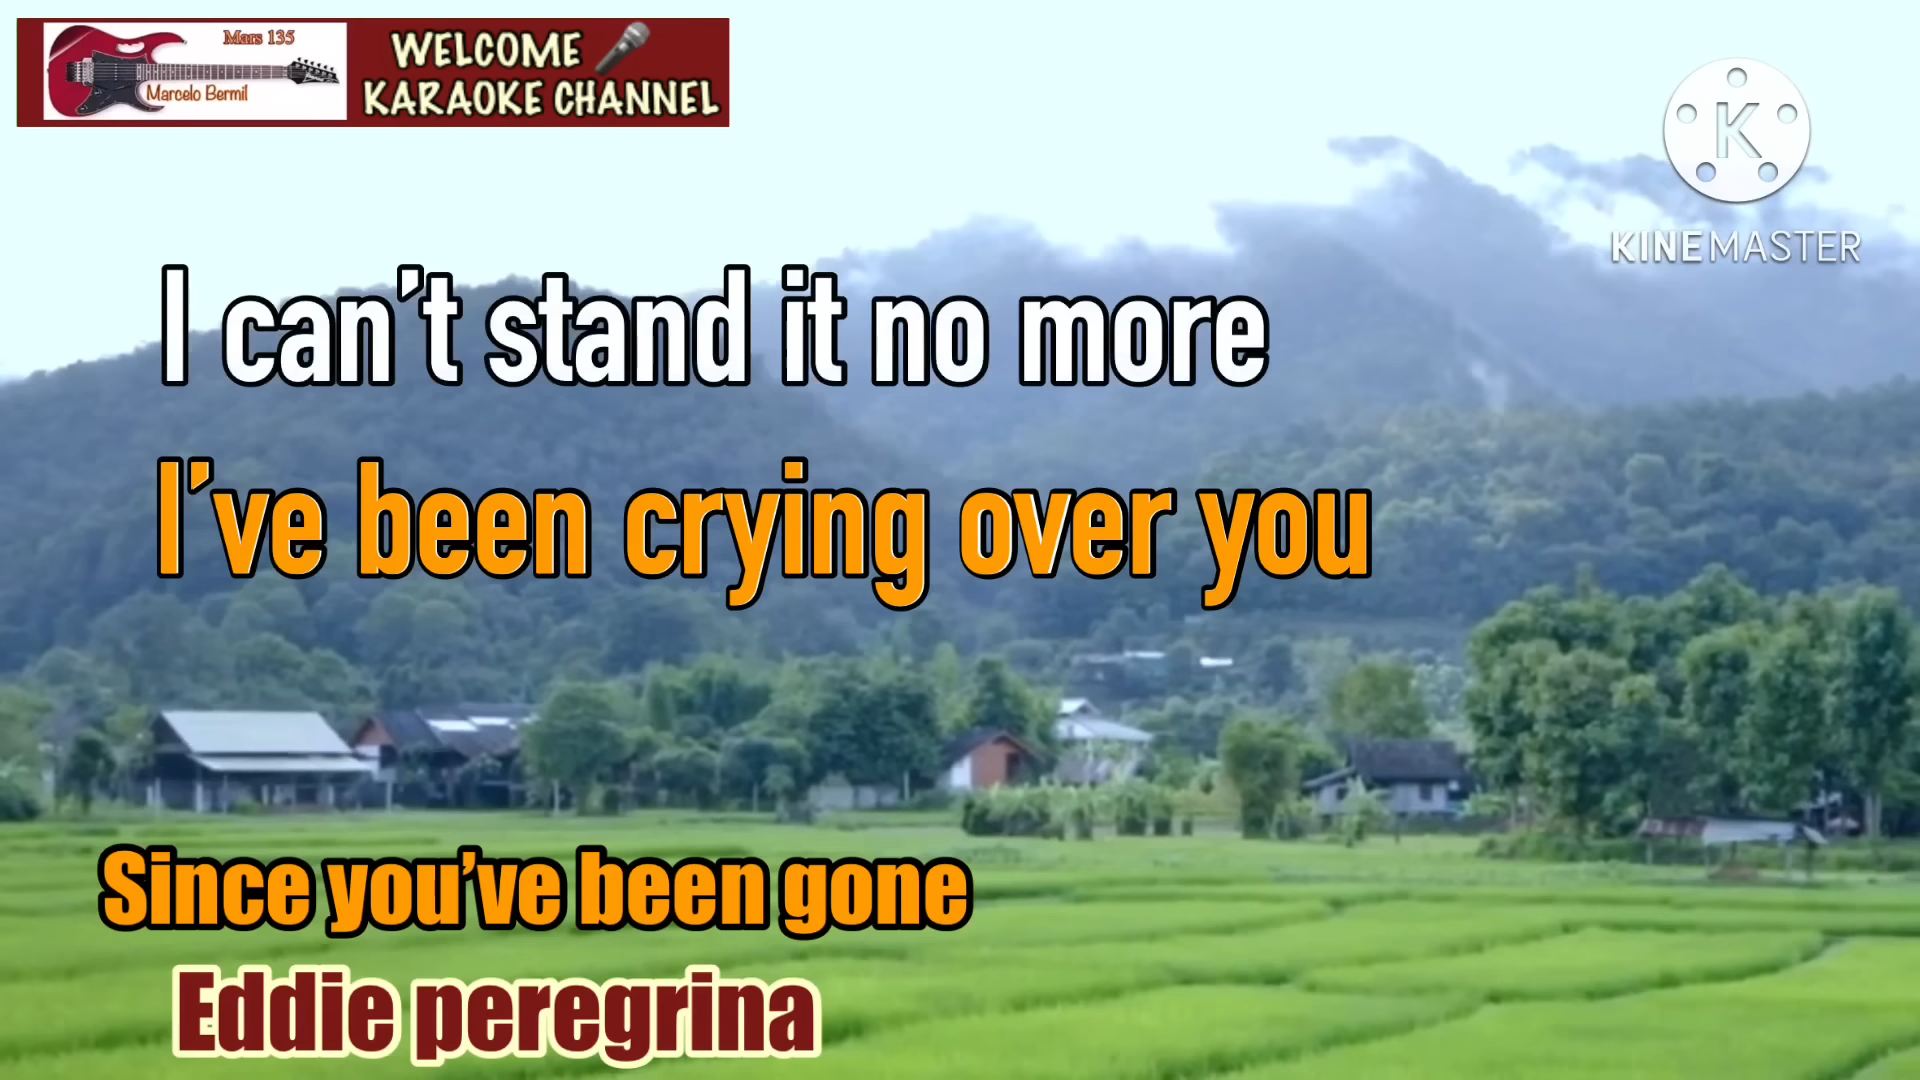 Mars 135
Marcelo Bermil
WELCOME
KARAOKE CHANNEL
K
KINEMASTER
I can't stand it no more
I've been crying over you
Since you've been gone
Eddie peregrina